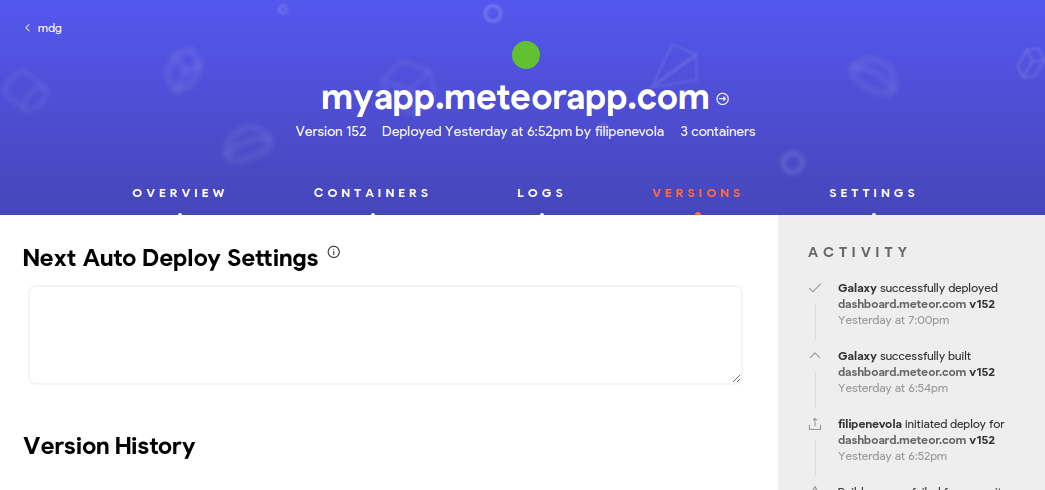 mdg
myapp.meteorapp.com
Version 152 Deployed Yesterday at 6:52pm by filipenevola 3 containers
OVERVIEW CONTAINERS LOGS VERSIONS SETTINGS
Next Auto Deploy Settings
Version History
ACTIVITY
Galaxy successfully deployed
dashboard.meteor.com v152
Yesterday at 7:00pm
Galaxy successfully built
dashboard.meteor.com v152
Yesterday at 6:54pm
filipenevola initiated deploy for
dashboard.meteor.com v152
Yesterday at 6:52pm